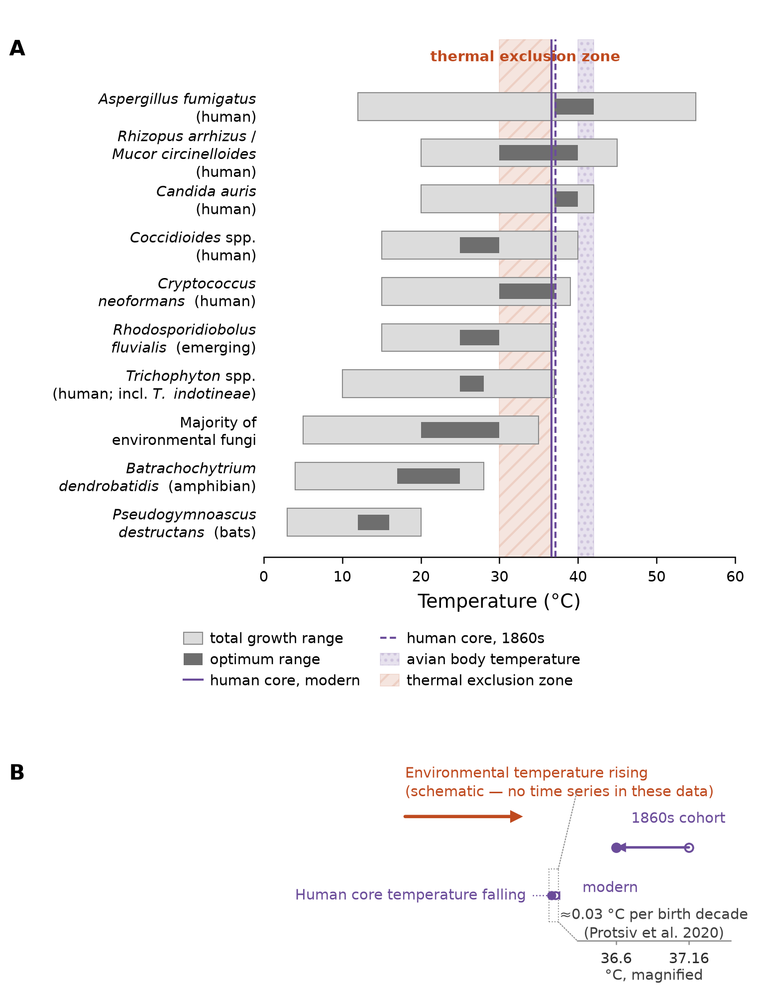 A
thermal exclusion zone
Aspergillus fumigatus
(human)
Rhizopus arrhizus /
Mucor circinelloides
(human)
Candida auris
(human)
Coccidioides spp.
(human)
Cryptococcus
neoformans (human)
Rhodosporidiobolus
fluvialis (emerging)
Trichophyton spp.
(human; incl. T. indotineae)
Majority of
environmental fungi
Batrachochytrium
dendrobatidis (amphibian)
Pseudogymnoascus
destructans (bats)
0 10 20 30 40 50 60
Temperature (°C)
total growth range
optimum range
human core, modern
human core, 1860s
avian body temperature
thermal exclusion zone
B
Environmental temperature rising
(schematic — no time series in these data)
1860s cohort
Human core temperature falling
modern
≈0.03 °C per birth decade
(Protsiv et al. 2020)
36.6 37.16
°C, magnified